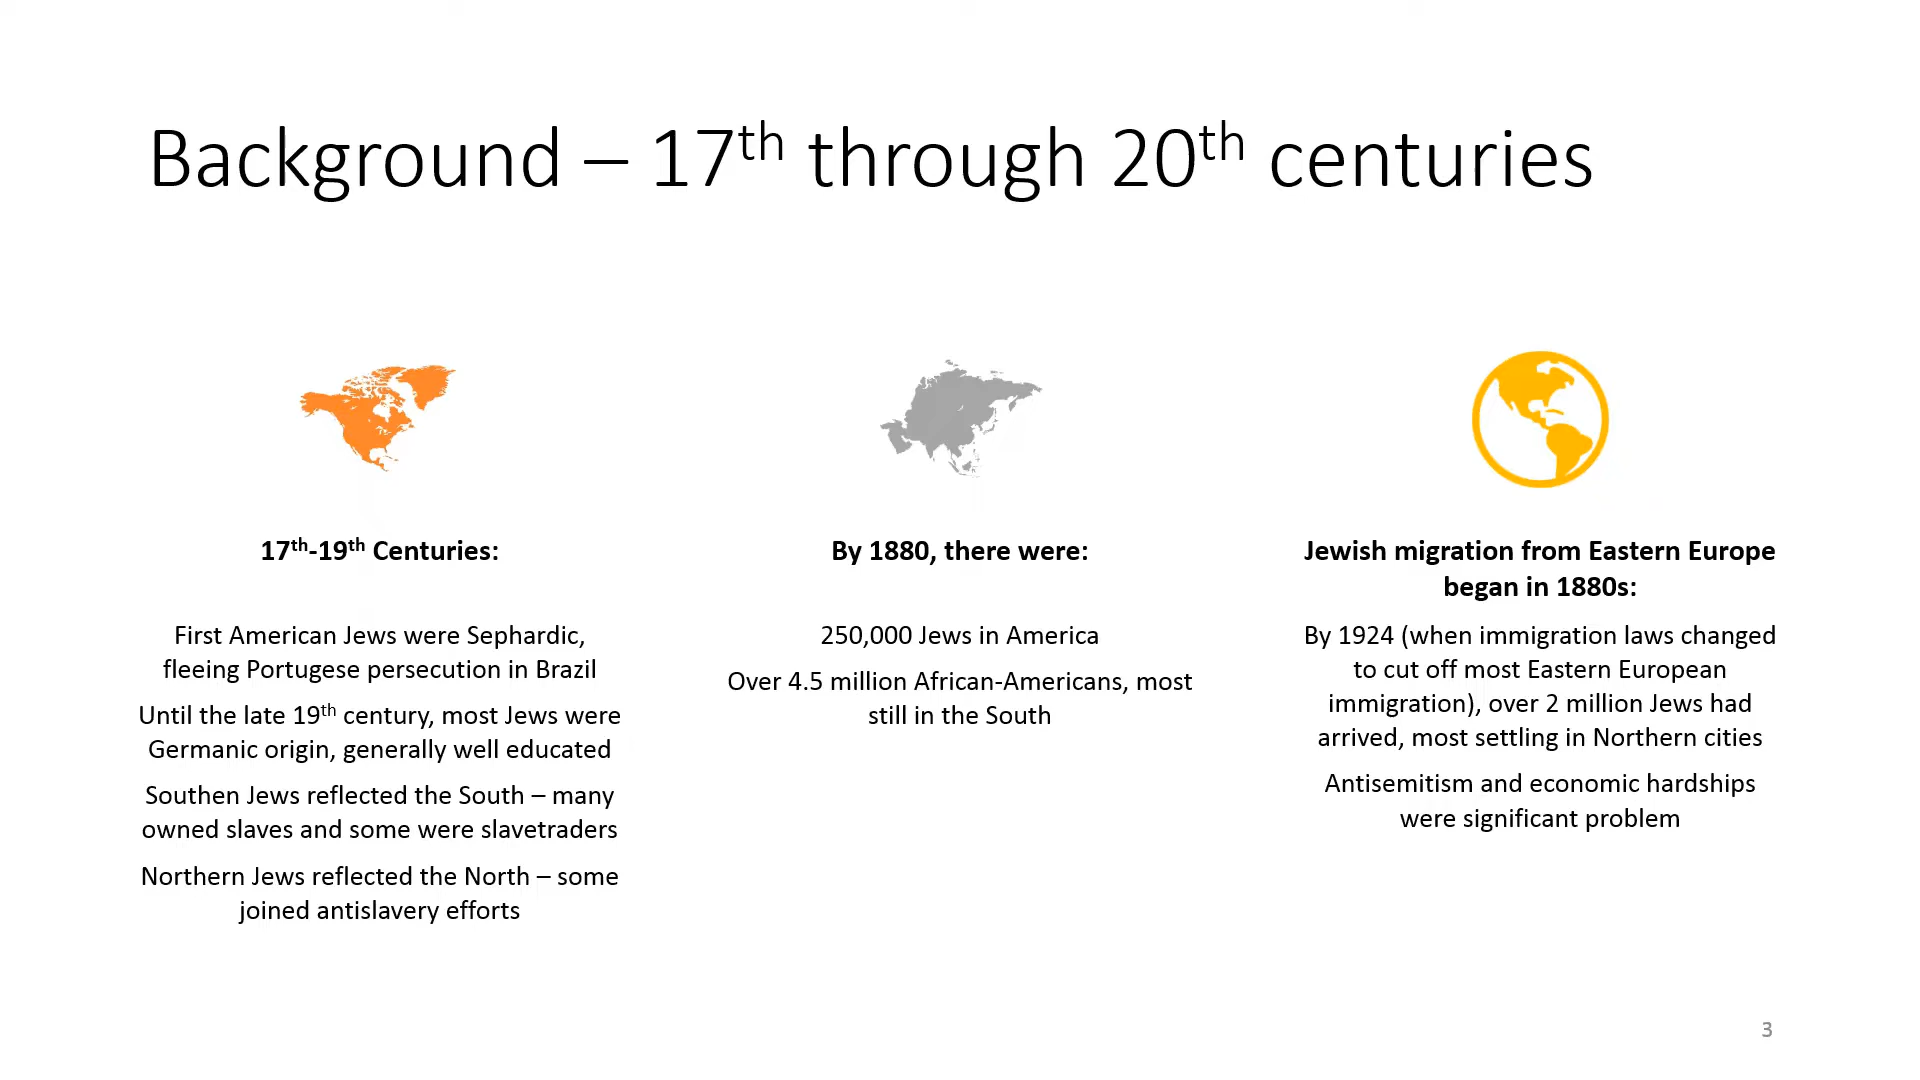 Background – 17th through 20th centuries
17th-19th Centuries:
First American Jews were Sephardic,
fleeing Portugese persecution in Brazil
Until the late 19th century, most Jews were
Germanic origin, generally well educated
Southen Jews reflected the South – many
owned slaves and some were slavetraders
Northern Jews reflected the North – some
joined antislavery efforts
By 1880, there were:
250,000 Jews in America
Over 4.5 million African-Americans, most
still in the South
Jewish migration from Eastern Europe
began in 1880s:
By 1924 (when immigration laws changed
to cut off most Eastern European
immigration), over 2 million Jews had
arrived, most settling in Northern cities
Antisemitism and economic hardships
were significant problem
3